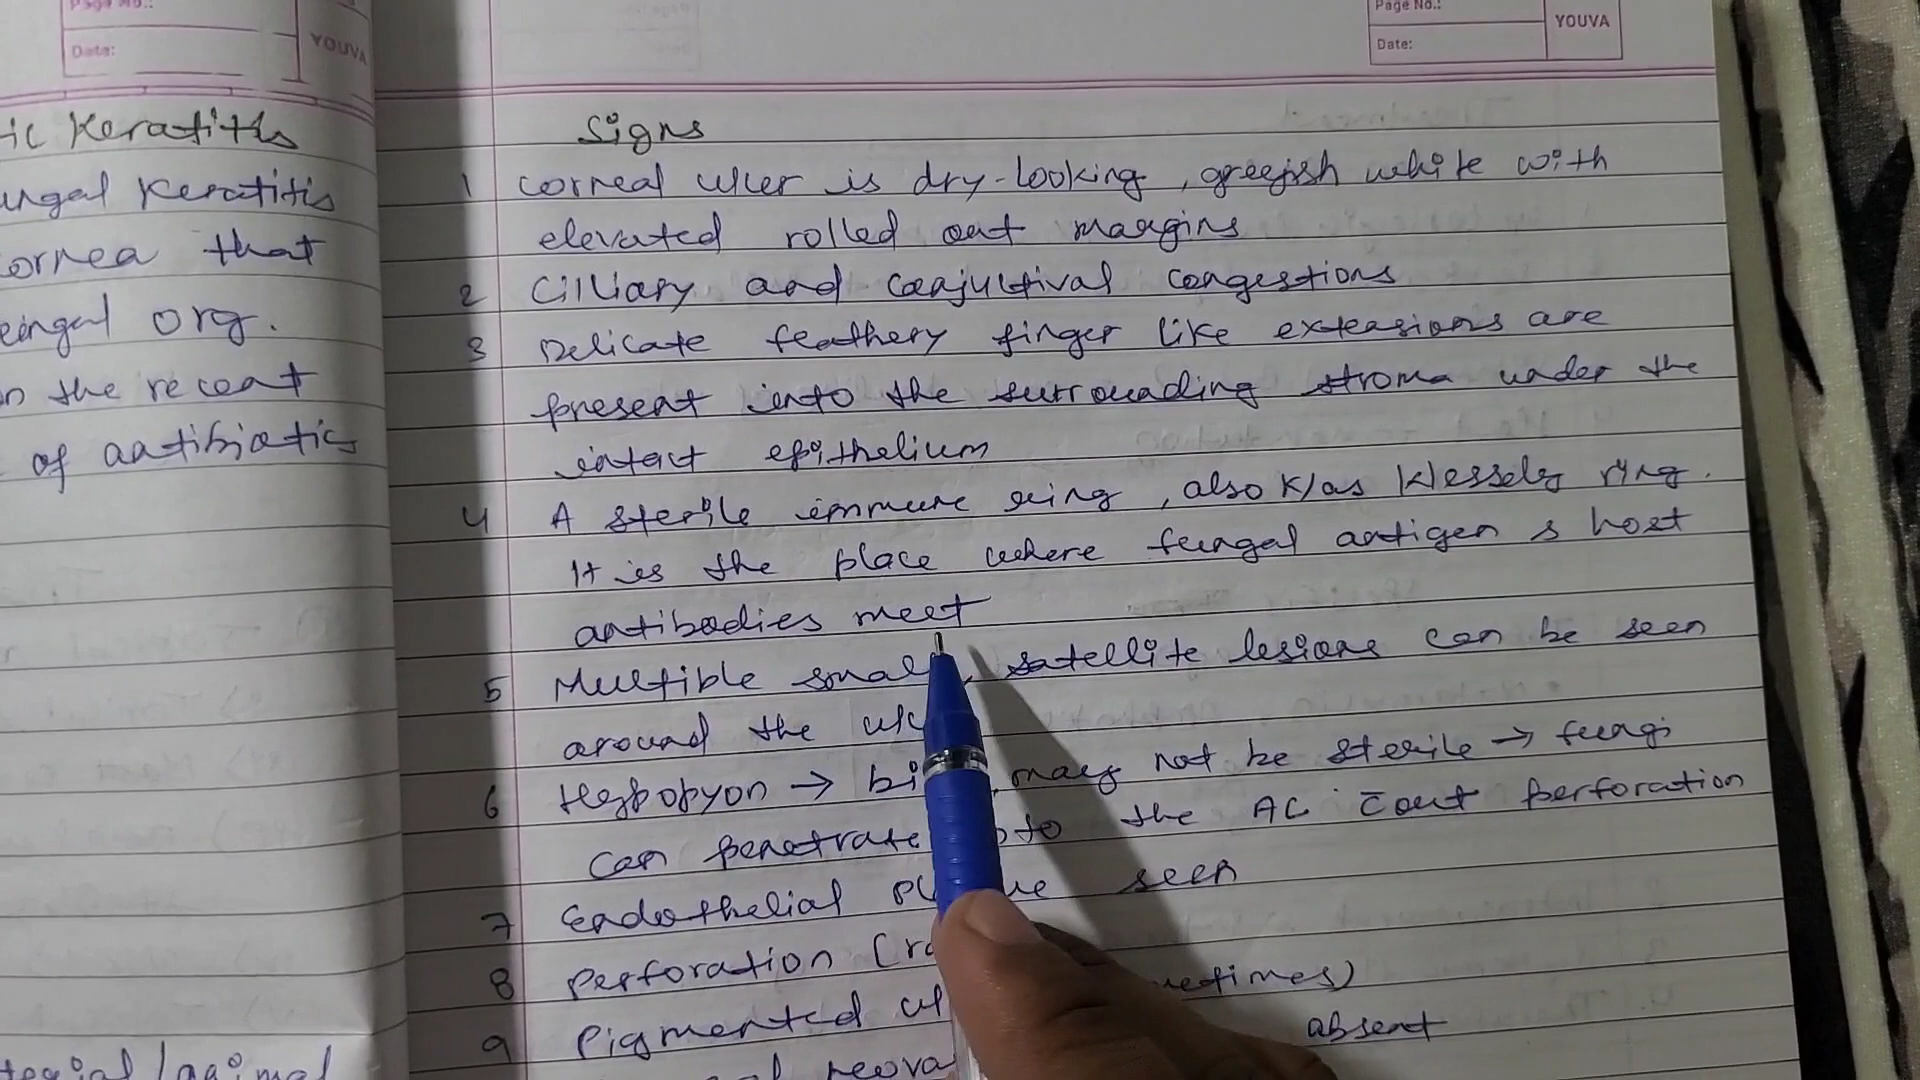 Page No.:
Date:
YOUVA
ic Keratitis
ungal Keratitis
ornea that
org.
n the recent
of antibiotics
Page No.:
Date:
YOUVA
Signs
1 corneal ulcer is dry-looking, greyish white with
elevated rolled out margins
2 Cilliary and conjuctival congestions
3 Delicate feathery finger like extensions are
present into the surrounding stroma under the
intact epithelium
4 A sterile immune ring, also k/as Wessely ring.
It is the place where fungal antigen & host
antibodies meet
5 Multiple small, satellite lesions can be seen
around the
6 Hypopyon → may not be sterile → fungi
can penetrate the AC c̄out perforation
7 Endothelial seen
8 Perforation
9 Pigmented absent